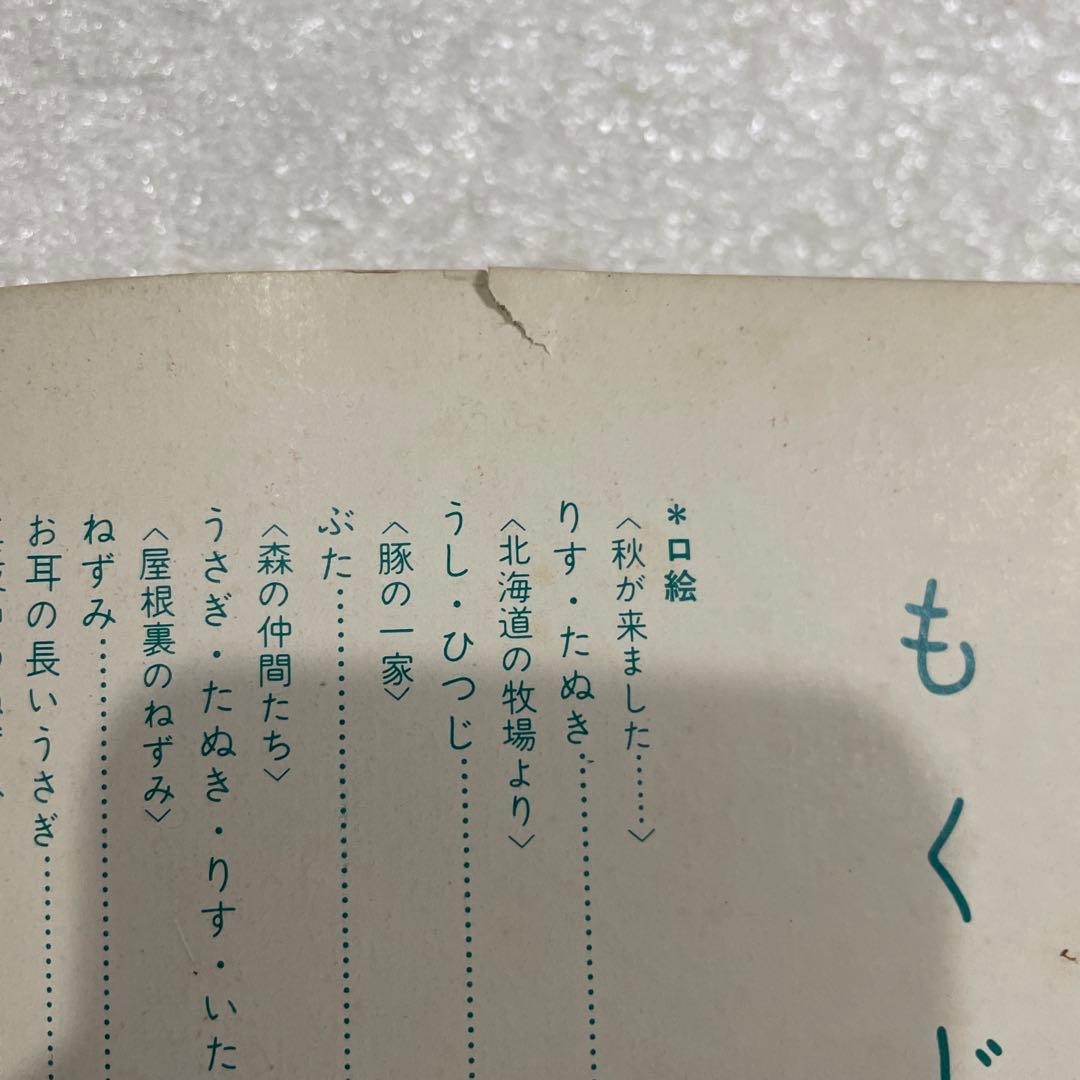 もくじ
*口絵
〈秋が来ました……〉
りす・たぬき
〈北海道の牧場より〉
うし・ひつじ
〈豚の一家〉
ぶた
〈森の仲間たち〉
うさぎ・たぬき・りす・いた
〈屋根裏のねずみ〉
ねずみ
お耳の長いうさぎ